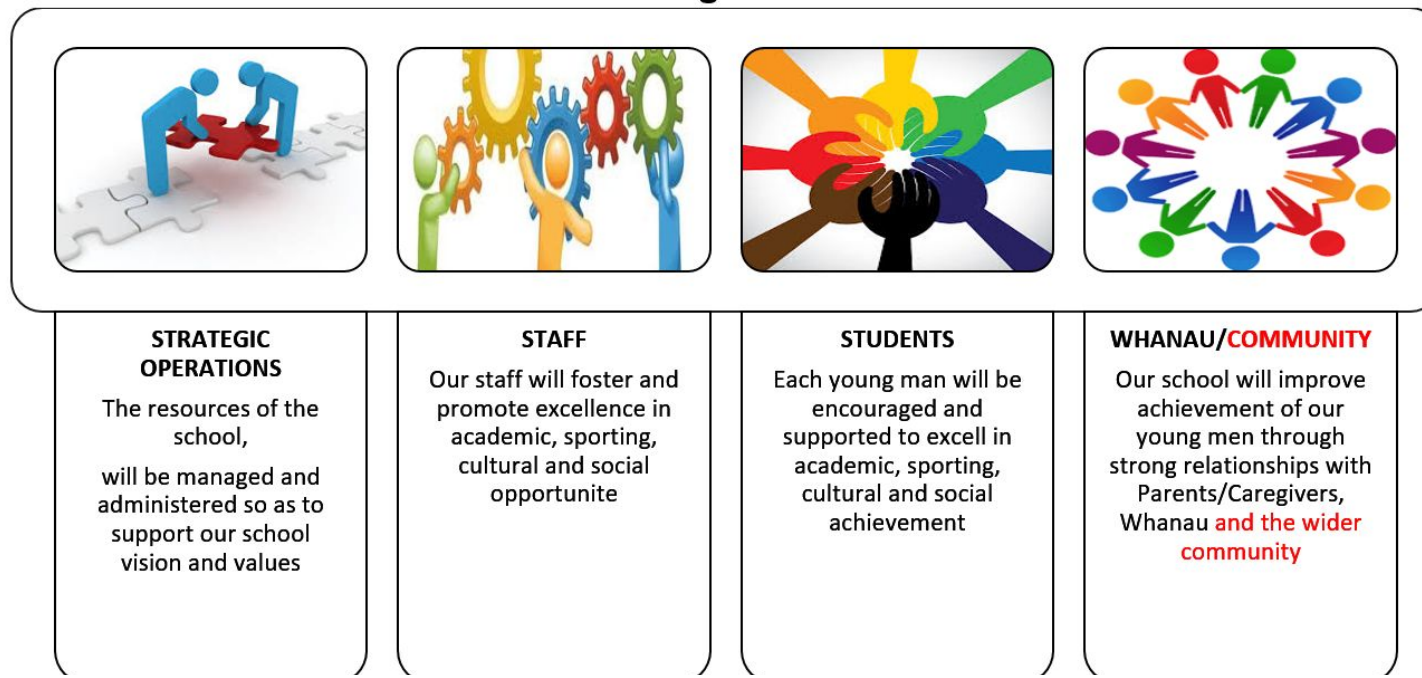 STRATEGIC
OPERATIONS
The resources of the
school,
will be managed and
administered so as to
support our school
vision and values
STAFF
Our staff will foster and
promote excellence in
academic, sporting,
cultural and social
opportunite
STUDENTS
Each young man will be
encouraged and
supported to excell in
academic, sporting,
cultural and social
achievement
WHANAU/COMMUNITY
Our school will improve
achievement of our
young men through
strong relationships with
Parents/Caregivers,
Whanau and the wider
community